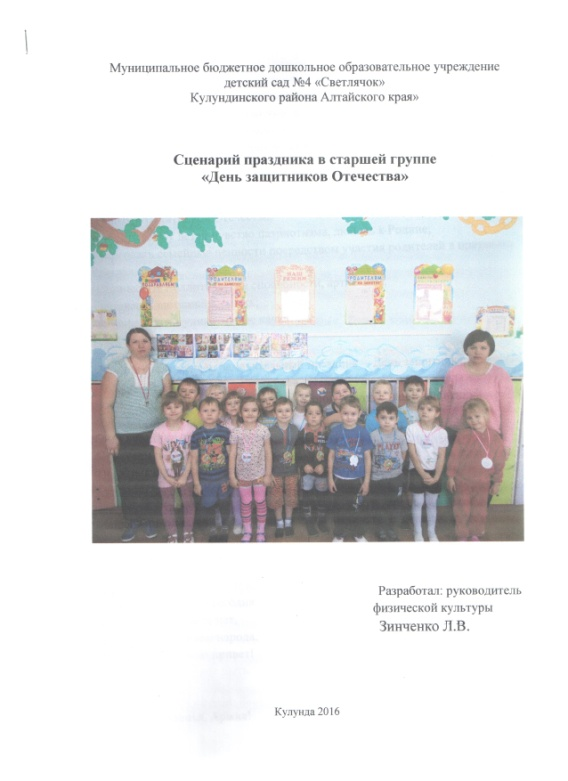 Муниципальное бюджетное дошкольное образовательное учреждение
детский сад №4 «Светлячок»
Кулундинского района Алтайского края»
Сценарий праздника в старшей группе
«День защитников Отечества»
Разработал: руководитель
физической культуры
Зинченко Л.В.
Кулунда 2016